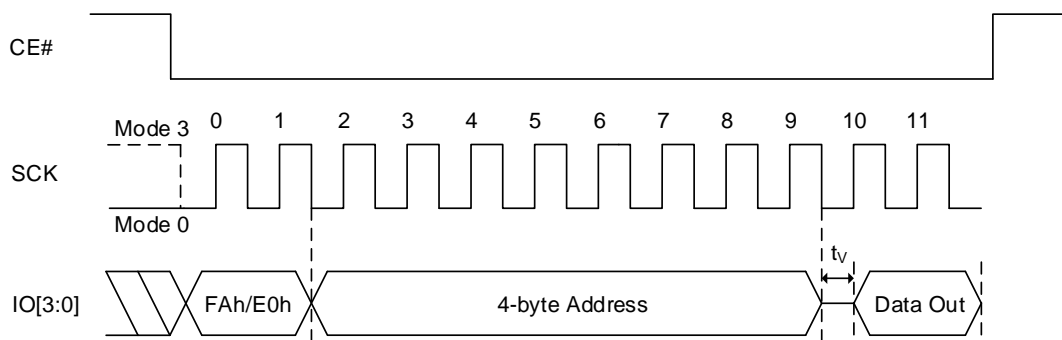 CE#
Mode 3
0 1 2 3 4 5 6 7 8 9 10 11
SCK
Mode 0
tV
IO[3:0] FAh/E0h 4-byte Address Data Out